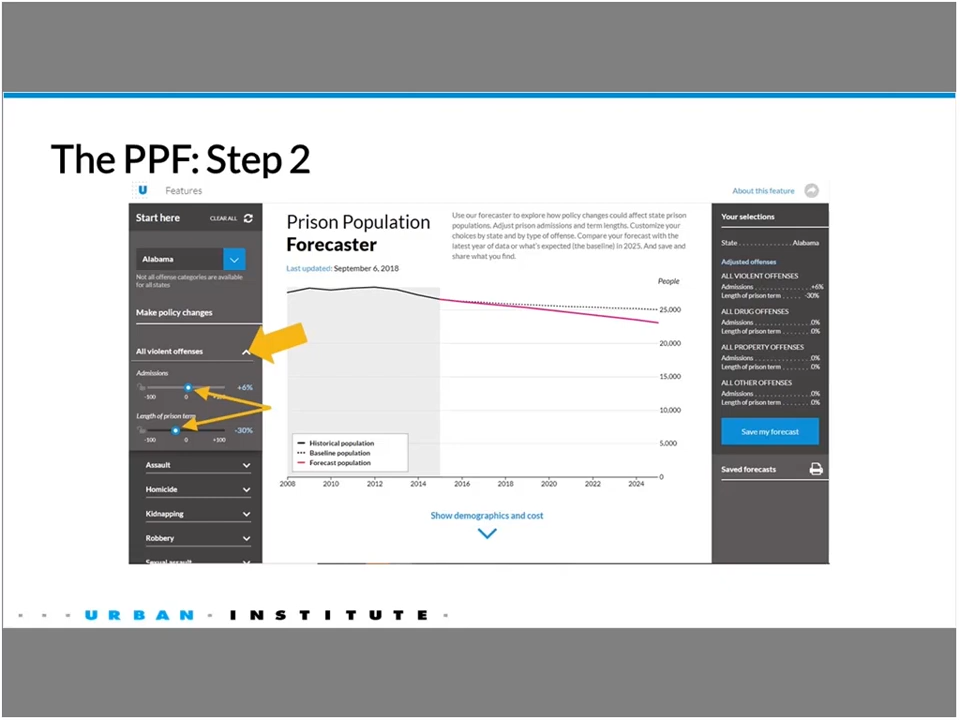 The PPF: Step 2
U Features
About this feature
Start here
CLEAR ALL
Alabama
Not all offense categories are available
for all states
Make policy changes
All violent offenses
Admissions
+6%
-100 0 +100
Length of prison term
-30%
-100 0 +100
Assault
Homicide
Kidnapping
Robbery
Sexual assault
Prison Population
Forecaster
Last updated: September 6, 2018
Use our forecaster to explore how policy changes could affect state prison
populations. Adjust prison admissions and term lengths. Customize your
choices by state and by type of offense. Compare your forecast with the
latest year of data or what's expected (the baseline) in 2025. And save and
share what you find.
People
25,000
20,000
15,000
10,000
5,000
0
Historical population
Baseline population
Forecast population
2008 2010 2012 2014 2016 2018 2020 2022 2024
Show demographics and cost
Your selections
State . . . . . . . . . . . . . Alabama
Adjusted offenses
ALL VIOLENT OFFENSES
Admissions . . . . . . . . . . . . +6%
Length of prison term . . . . . -30%
ALL DRUG OFFENSES
Admissions . . . . . . . . . . . . .0%
Length of prison term . . . . . . .0%
ALL PROPERTY OFFENSES
Admissions . . . . . . . . . . . . .0%
Length of prison term . . . . . . .0%
ALL OTHER OFFENSES
Admissions . . . . . . . . . . . . .0%
Length of prison term . . . . . . .0%
Save my forecast
Saved forecasts
- - - URBAN - INSTITUTE -